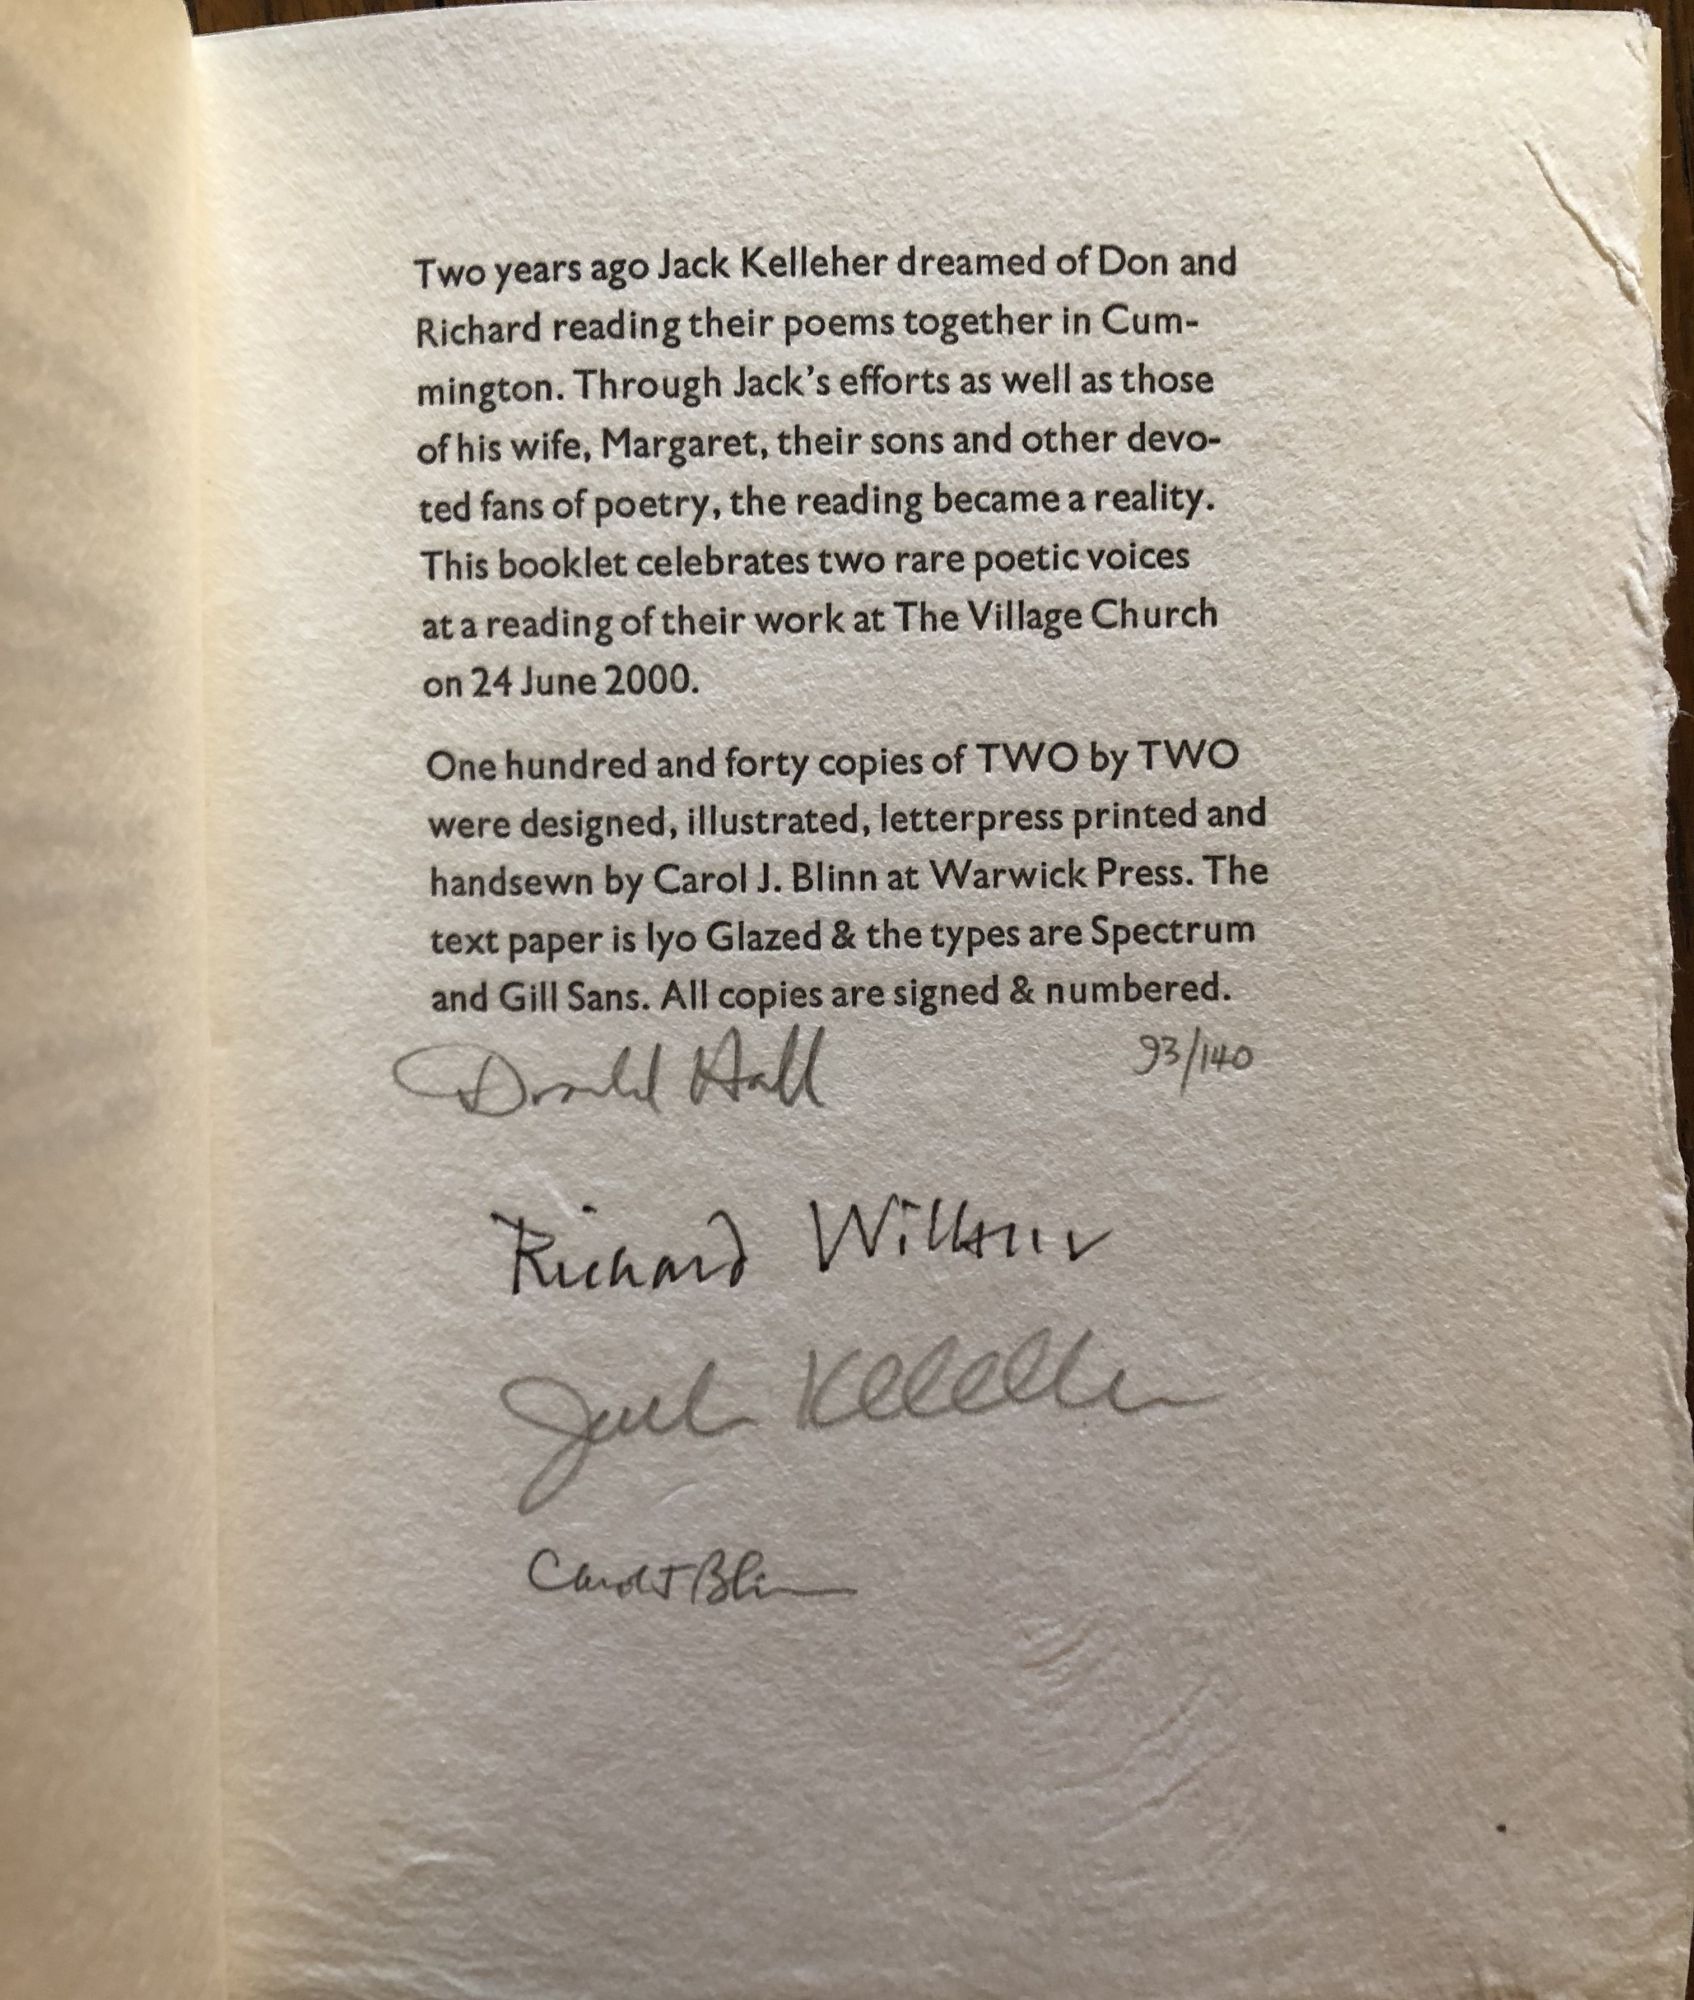 Two years ago Jack Kelleher dreamed of Don and
Richard reading their poems together in Cum-
mington. Through Jack's efforts as well as those
of his wife, Margaret, their sons and other devo-
ted fans of poetry, the reading became a reality.
This booklet celebrates two rare poetic voices
at a reading of their work at The Village Church
on 24 June 2000.
One hundred and forty copies of TWO by TWO
were designed, illustrated, letterpress printed and
handsewn by Carol J. Blinn at Warwick Press. The
text paper is Iyo Glazed & the types are Spectrum
and Gill Sans. All copies are signed & numbered.
Donald Hall 93/140
Richard Wilbur
Jack Kelleher
Carol J Blinn